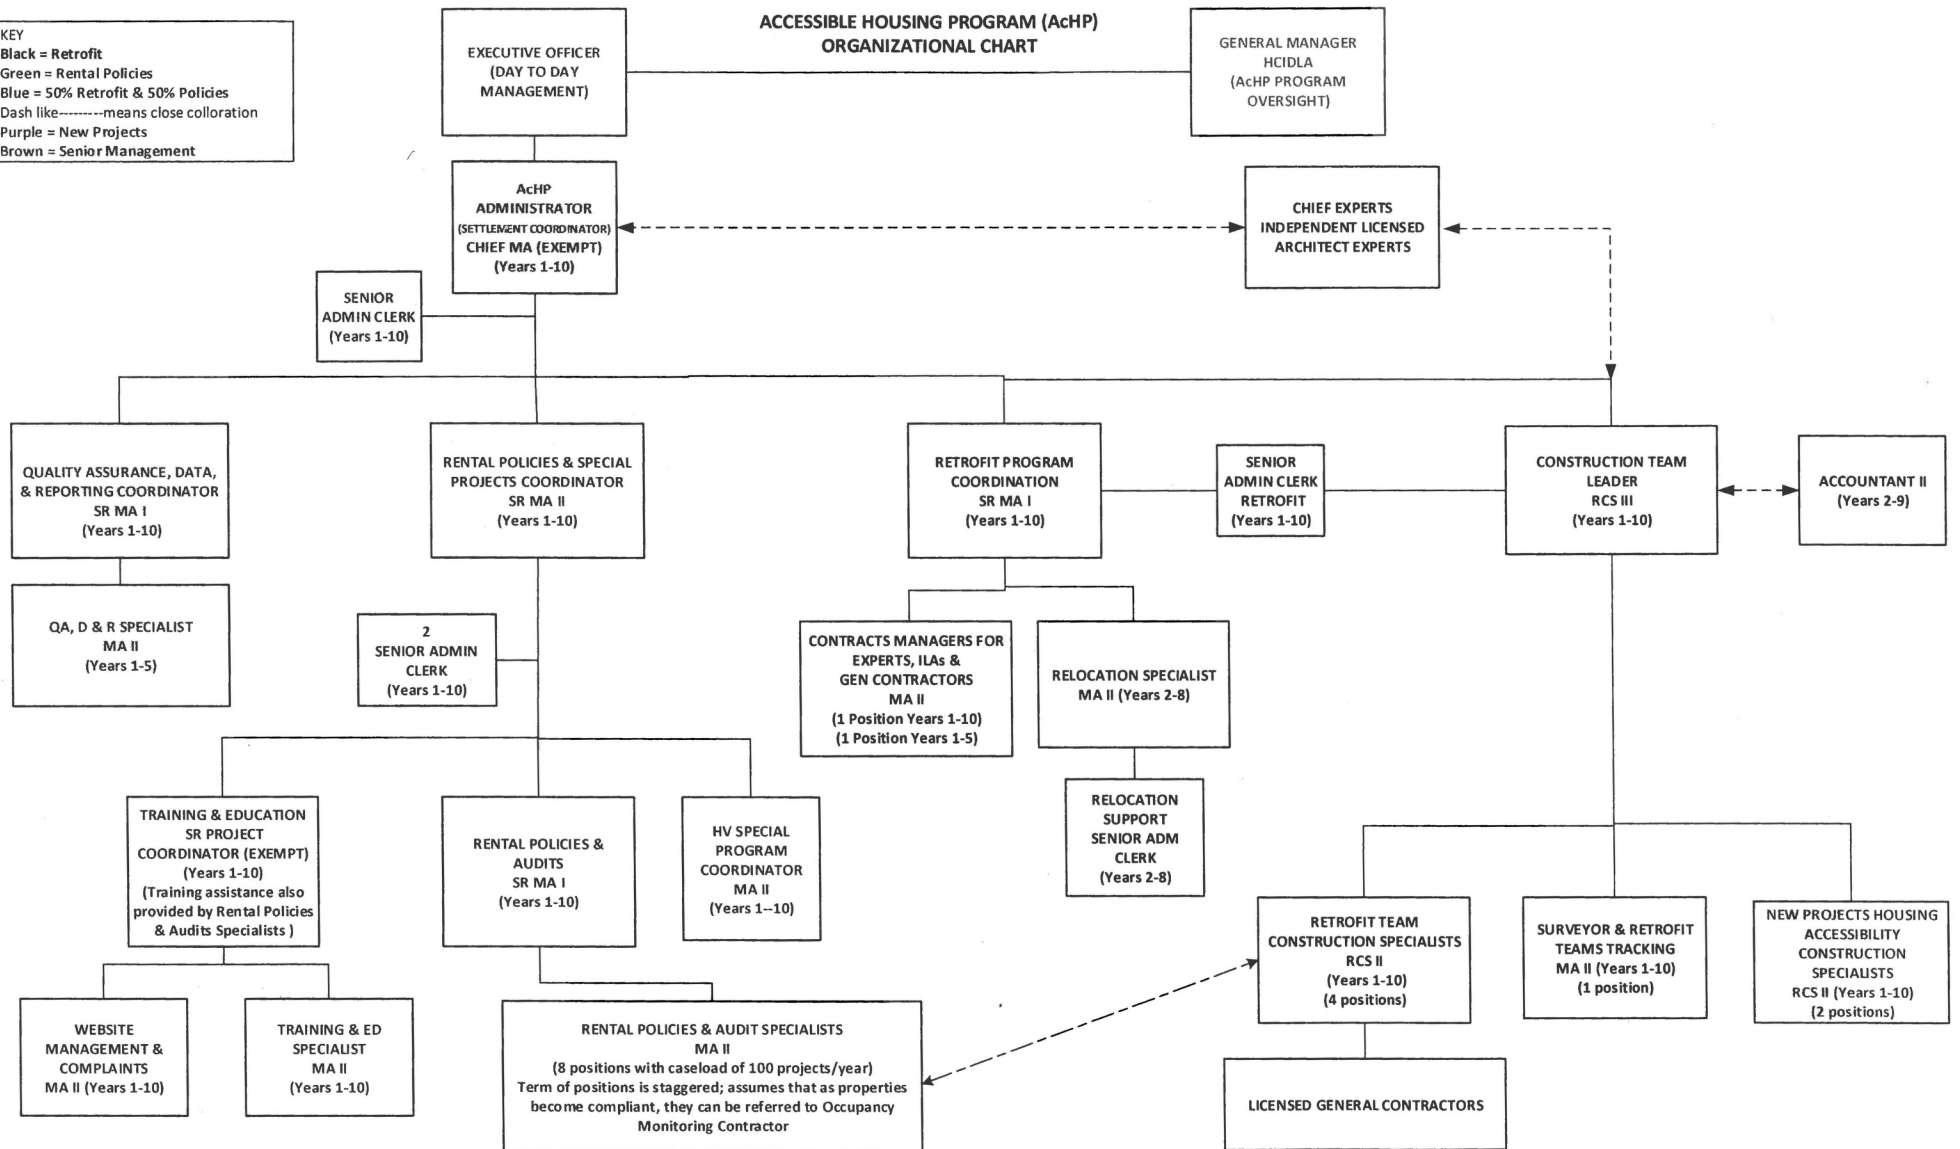 KEY
Black = Retrofit
Green = Rental Policies
Blue = 50% Retrofit & 50% Policies
Dash like---------means close colloration
Purple = New Projects
Brown = Senior Management
ACCESSIBLE HOUSING PROGRAM (AcHP)
ORGANIZATIONAL CHART
EXECUTIVE OFFICER
(DAY TO DAY
MANAGEMENT)
GENERAL MANAGER
HCIDLA
(AcHP PROGRAM
OVERSIGHT)
AcHP
ADMINISTRATOR
(SETTLEMENT COORDINATOR)
CHIEF MA (EXEMPT)
(Years 1-10)
CHIEF EXPERTS
INDEPENDENT LICENSED
ARCHITECT EXPERTS
SENIOR
ADMIN CLERK
(Years 1-10)
QUALITY ASSURANCE, DATA,
& REPORTING COORDINATOR
SR MA I
(Years 1-10)
RENTAL POLICIES & SPECIAL
PROJECTS COORDINATOR
SR MA II
(Years 1-10)
RETROFIT PROGRAM
COORDINATION
SR MA I
(Years 1-10)
SENIOR
ADMIN CLERK
RETROFIT
(Years 1-10)
CONSTRUCTION TEAM
LEADER
RCS III
(Years 1-10)
ACCOUNTANT II
(Years 2-9)
QA, D & R SPECIALIST
MA II
(Years 1-5)
2
SENIOR ADMIN
CLERK
(Years 1-10)
CONTRACTS MANAGERS FOR
EXPERTS, ILAs &
GEN CONTRACTORS
MA II
(1 Position Years 1-10)
(1 Position Years 1-5)
RELOCATION SPECIALIST
MA II (Years 2-8)
RELOCATION
SUPPORT
SENIOR ADM
CLERK
(Years 2-8)
TRAINING & EDUCATION
SR PROJECT
COORDINATOR (EXEMPT)
(Years 1-10)
(Training assistance also
provided by Rental Policies
& Audits Specialists )
RENTAL POLICIES &
AUDITS
SR MA I
(Years 1-10)
HV SPECIAL
PROGRAM
COORDINATOR
MA II
(Years 1--10)
RETROFIT TEAM
CONSTRUCTION SPECIALISTS
RCS II
(Years 1-10)
(4 positions)
SURVEYOR & RETROFIT
TEAMS TRACKING
MA II (Years 1-10)
(1 position)
NEW PROJECTS HOUSING
ACCESSIBILITY
CONSTRUCTION
SPECIALISTS
RCS II (Years 1-10)
(2 positions)
WEBSITE
MANAGEMENT &
COMPLAINTS
MA II (Years 1-10)
TRAINING & ED
SPECIALIST
MA II
(Years 1-10)
RENTAL POLICIES & AUDIT SPECIALISTS
MA II
(8 positions with caseload of 100 projects/year)
Term of positions is staggered; assumes that as properties
become compliant, they can be referred to Occupancy
Monitoring Contractor
LICENSED GENERAL CONTRACTORS